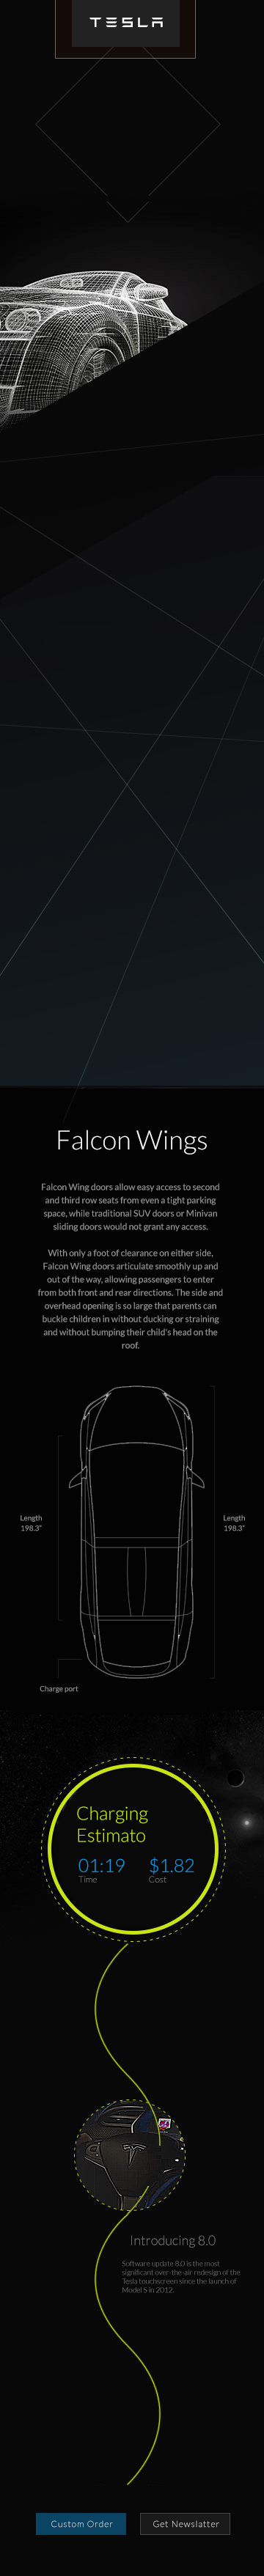 TESLA
Falcon Wings
Falcon Wing doors allow easy access to second
and third row seats from even a tight parking
space, while traditional SUV doors or Minivan
sliding doors would not grant any access.
With only a foot of clearance on either side,
Falcon Wing doors articulate smoothly up and
out of the way, allowing passengers to enter
from both front and rear directions. The side and
overhead opening is so large that parents can
buckle children in without ducking or straining
and without bumping their child's head on the
roof.
Length
198.3"
Length
198.3"
Charge port
Charging
Estimato
01:19 $1.82
Time Cost
Introducing 8.0
Software update 8.0 is the most
significant over-the-air redesign of the
Tesla touchscreen since the launch of
Model S in 2012.
Custom Order
Get Newslatter